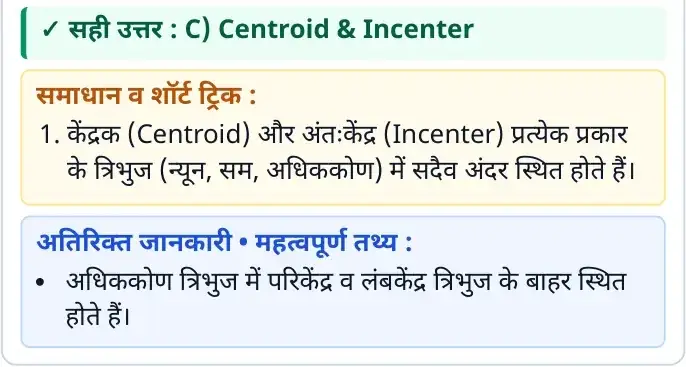 ✓ सही उत्तर : C) Centroid & Incenter
समाधान व शॉर्ट ट्रिक :
1. केंद्रक (Centroid) और अंतःकेंद्र (Incenter) प्रत्येक प्रकार
के त्रिभुज (न्यून, सम, अधिककोण) में सदैव अंदर स्थित होते हैं।
अतिरिक्त जानकारी • महत्वपूर्ण तथ्य :
• अधिककोण त्रिभुज में परिकेंद्र व लंबकेंद्र त्रिभुज के बाहर स्थित
होते हैं।